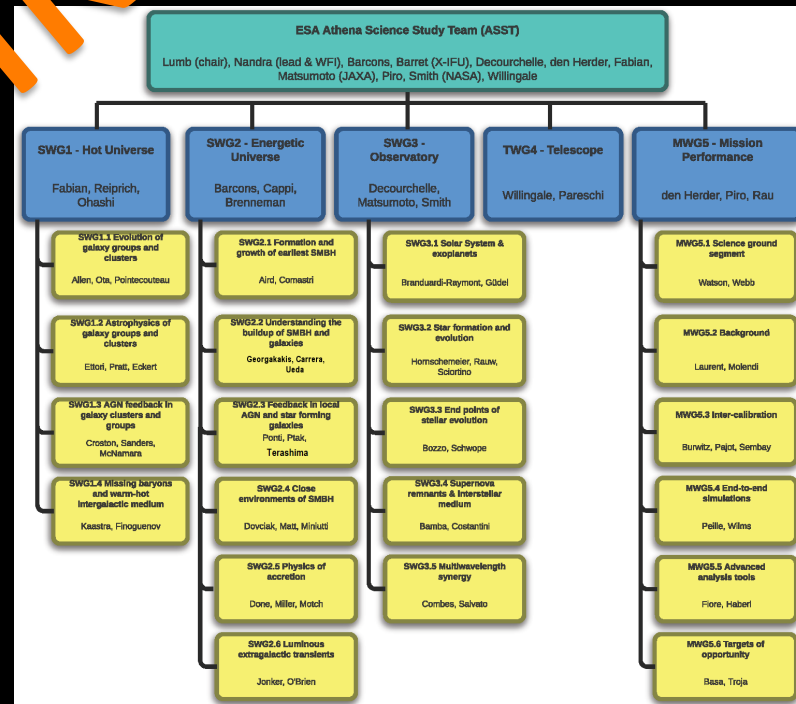 ESA Athena Science Study Team (ASST)
Lumb (chair), Nandra (lead & WFI), Barcons, Barret (X-IFU), Decourchelle, den Herder, Fabian,
Matsumoto (JAXA), Piro, Smith (NASA), Willingale
SWG1 - Hot Universe
Fabian, Reiprich,
Ohashi
SWG2 - Energetic
Universe
Barcons, Cappi,
Brenneman
SWG3 -
Observatory
Decourchelle,
Matsumoto, Smith
TWG4 - Telescope
Willingale, Pareschi
MWG5 - Mission
Performance
den Herder, Piro, Rau
SWG1.1 Evolution of
galaxy groups and
clusters
Allen, Ota, Pointecouteau
SWG1.2 Astrophysics of
galaxy groups and
clusters
Ettori, Pratt, Eckert
SWG1.3 AGN feedback in
galaxy clusters and
groups
Croston, Sanders,
McNamara
SWG1.4 Missing baryons
and warm-hot
intergalactic medium
Kaastra, Finoguenov
SWG2.1 Formation and
growth of earliest SMBH
Aird, Comastri
SWG2.2 Understanding the
buildup of SMBH and
galaxies
Georgakakis, Carrera,
Ueda
SWG2.3 Feedback in local
AGN and star forming
galaxies
Ponti, Ptak,
Terashima
SWG2.4 Close
environments of SMBH
Dovciak, Matt, Miniutti
SWG2.5 Physics of
accretion
Done, Miller, Motch
SWG2.6 Luminous
extragalactic transients
Jonker, O'Brien
SWG3.1 Solar System &
exoplanets
Branduardi-Raymont, Güdel
SWG3.2 Star formation and
evolution
Hornschemeier, Rauw,
Sciortino
SWG3.3 End points of
stellar evolution
Bozzo, Schwope
SWG3.4 Supernova
remnants & Interstellar
medium
Bamba, Costantini
SWG3.5 Multiwavelength
synergy
Combes, Salvato
MWG5.1 Science ground
segment
Watson, Webb
MWG5.2 Background
Laurent, Molendi
MWG5.3 Inter-calibration
Burwitz, Pajot, Sembay
MWG5.4 End-to-end
simulations
Peille, Wilms
MWG5.5 Advanced
analysis tools
Fiore, Haberl
MWG5.6 Targets of
opportunity
Basa, Troja